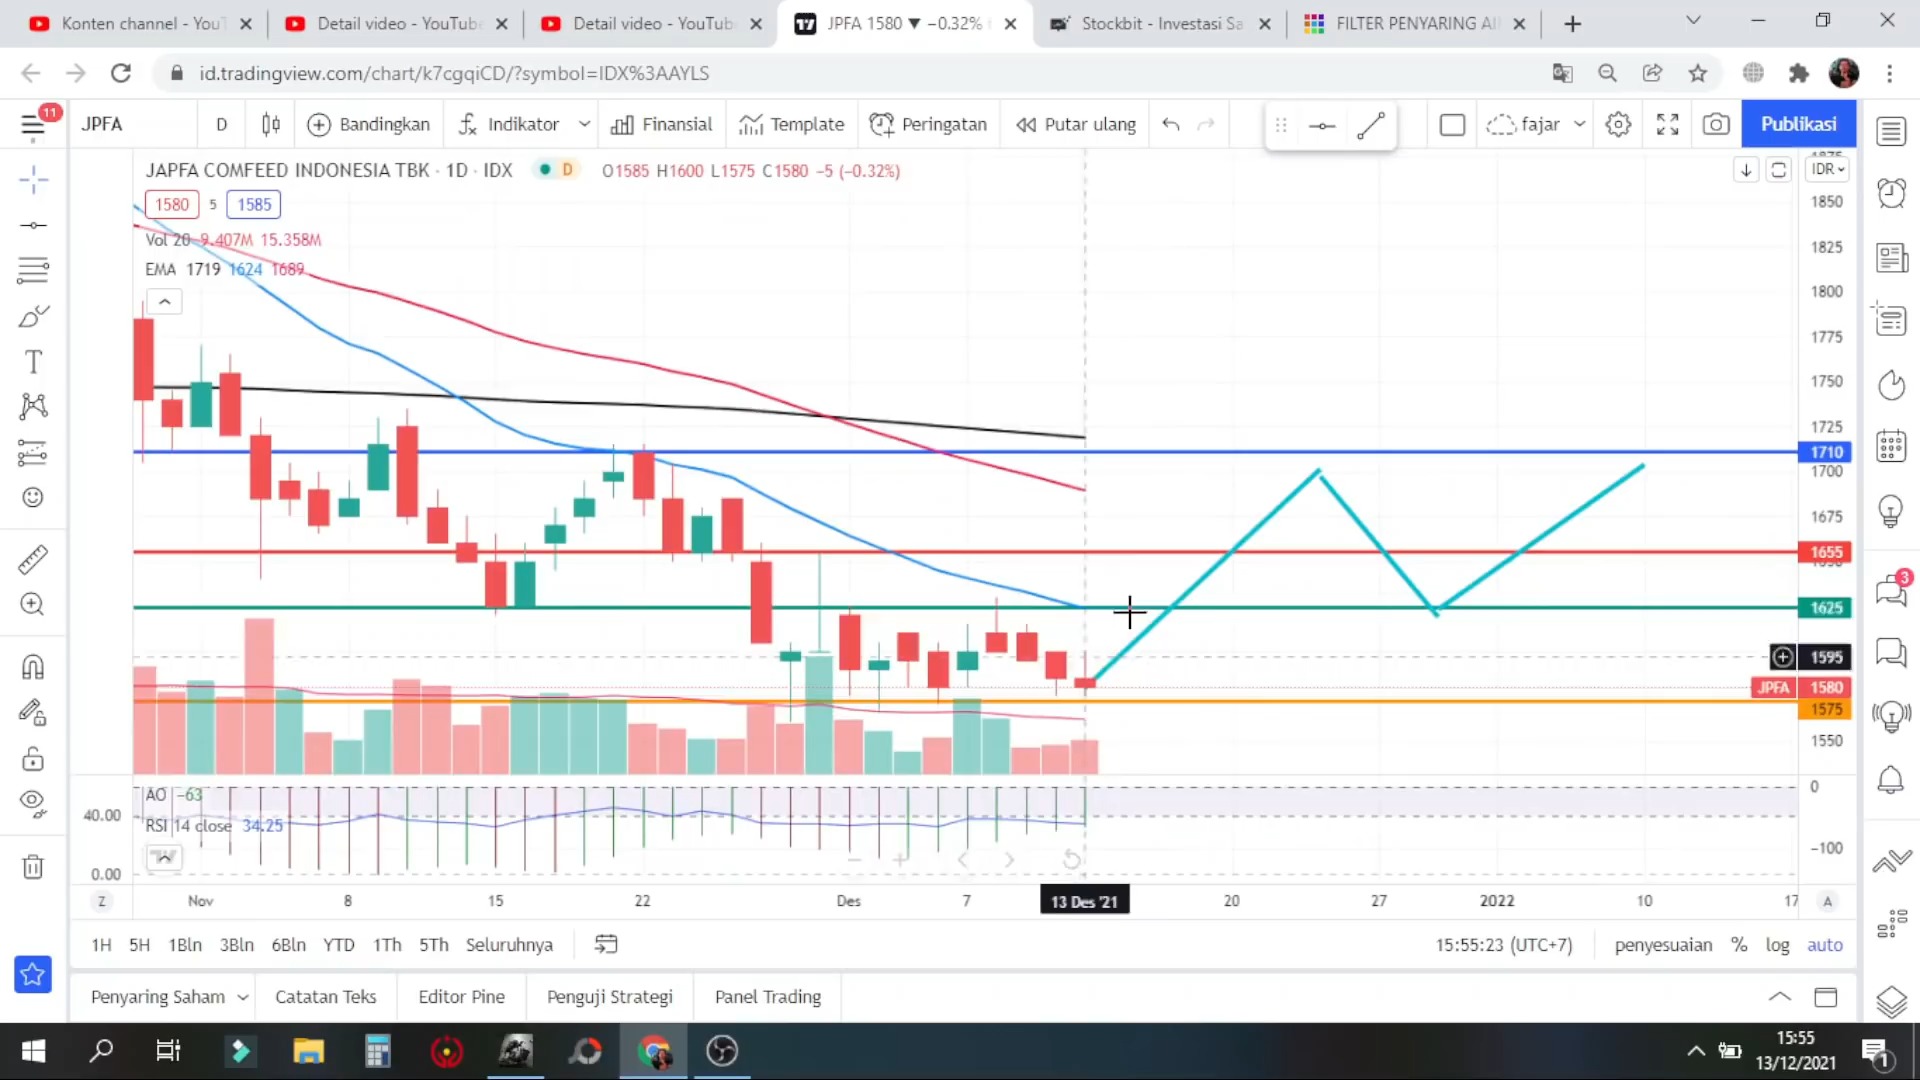 Konten channel - YouT
Detail video - YouTube
Detail video - YouTube
JPFA 1580 ▼ −0.32%
Stockbit - Investasi Sa
FILTER PENYARING AI
id.tradingview.com/chart/k7cgqiCD/?symbol=IDX%3AAYLS
11
JPFA
D
Bandingkan
Indikator
Finansial
Template
Peringatan
Putar ulang
fajar
Publikasi
JAPFA COMFEED INDONESIA TBK · 1D · IDX
D
O1585 H1600 L1575 C1580 −5 (−0.32%)
IDR
1580 5 1585
Vol 20 9.407M 15.358M
EMA 1719 1624 1689
1875
1850
1825
1800
1775
1750
1725
1710
1700
1675
1655
1650
1625
1595
JPFA 1580
1575
1550
AO −63
0
40.00
RSI 14 close 34.25
−100
0.00
Z
Nov
8
15
22
Des
7
13 Des '21
20
27
2022
10
17
A
3
1H 5H 1Bln 3Bln 6Bln YTD 1Th 5Th Seluruhnya
15:55:23 (UTC+7)
penyesuaian % log auto
Penyaring Saham
Catatan Teks
Editor Pine
Penguji Strategi
Panel Trading
15:55
13/12/2021
1